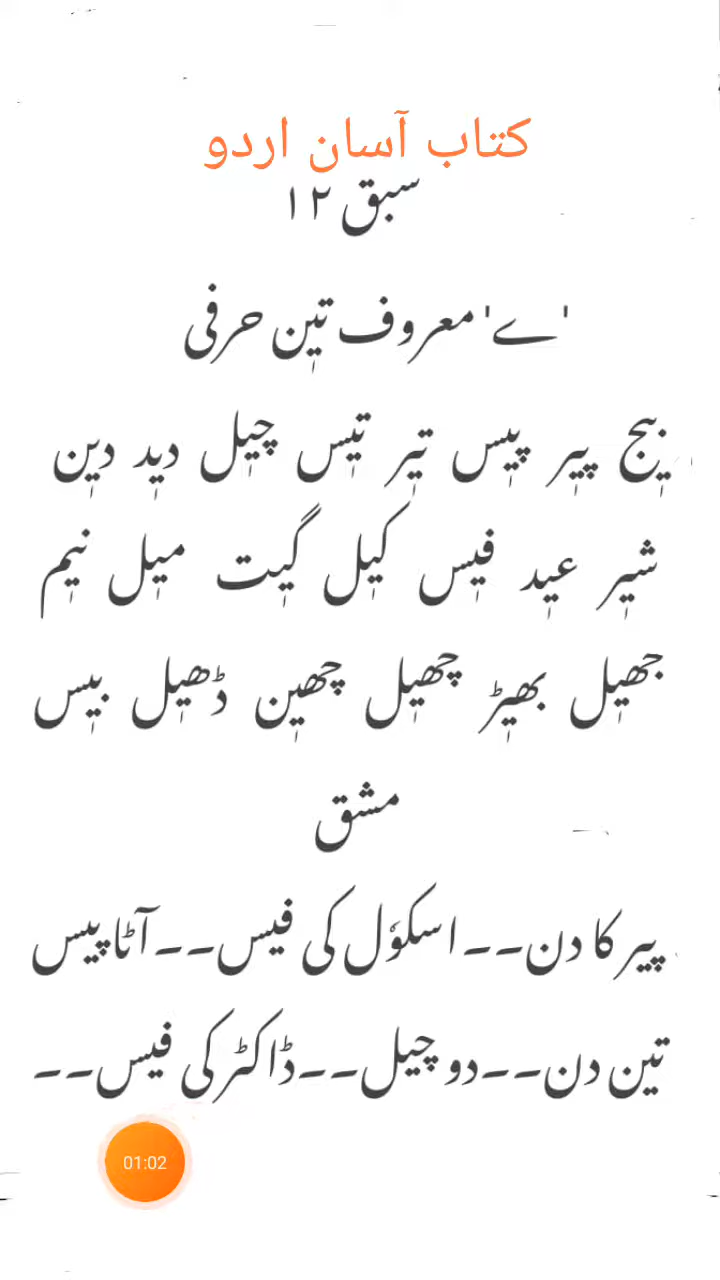 کتاب آسان اردو
سبق ۱۲
'ے' معروف تین حرفی
بیج پیر پیس تیر تیس چیل دید دین
شیر عید فیس کیل گیت میل نیم
جھیل بھیڑ چھیل چھین ڈھیل بیس
مشق
پیر کا دن۔۔اسکوٗل کی فیس۔۔آٹا پیس
تین دن۔۔دو چیل۔۔ڈاکٹر کی فیس۔۔
01:02